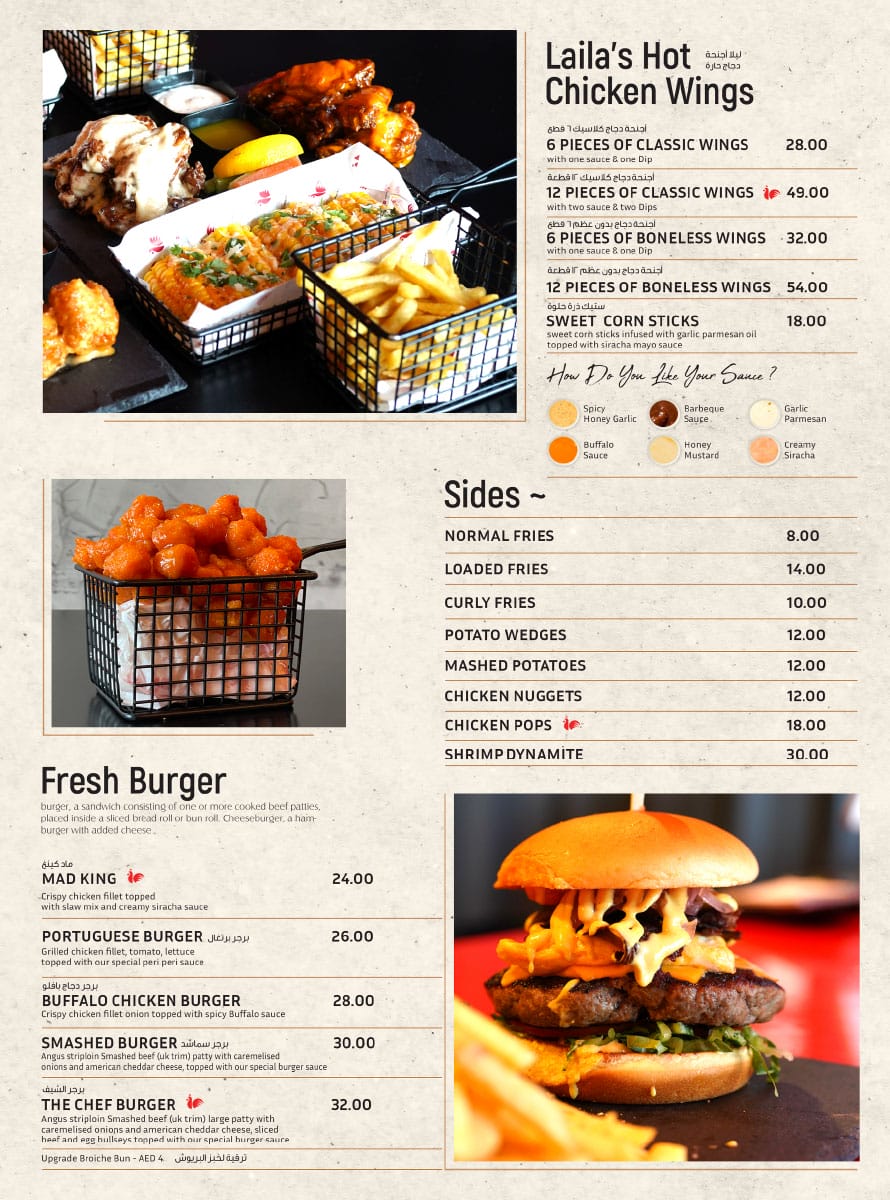 Laila's Hot
ليلا أجنحة
دجاج حارة
Chicken Wings
أجنحة دجاج كلاسيك ٦ قطع
6 PIECES OF CLASSIC WINGS 28.00
with one sauce & one Dip
أجنحة دجاج كلاسيك ١٢ قطعة
12 PIECES OF CLASSIC WINGS 49.00
with two sauce & two Dips
أجنحة دجاج بدون عظم ٦ قطع
6 PIECES OF BONELESS WINGS 32.00
with one sauce & one Dip
أجنحة دجاج بدون عظم ١٢ قطعة
12 PIECES OF BONELESS WINGS 54.00
ستيك ذرة حلوة
SWEET CORN STICKS 18.00
sweet corn sticks infused with garlic parmesan oil
topped with siracha mayo sauce
How Do You Like Your Sauce ?
Spicy
Honey Garlic
Barbeque
Sauce
Garlic
Parmesan
Buffalo
Sauce
Honey
Mustard
Creamy
Siracha
Sides ~
NORMAL FRIES 8.00
LOADED FRIES 14.00
CURLY FRIES 10.00
POTATO WEDGES 12.00
MASHED POTATOES 12.00
CHICKEN NUGGETS 12.00
CHICKEN POPS 18.00
SHRIMP DYNAMITE 30.00
Fresh Burger
burger, a sandwich consisting of one or more cooked beef patties,
placed inside a sliced bread roll or bun roll. Cheeseburger, a ham-
burger with added cheese.
ماد كينغ
MAD KING 24.00
Crispy chicken fillet topped
with slaw mix and creamy siracha sauce
PORTUGUESE BURGER برجر برتغال 26.00
Grilled chicken fillet, tomato, lettuce
topped with our special peri peri sauce
برجر دجاج بافلو
BUFFALO CHICKEN BURGER 28.00
Crispy chicken fillet onion topped with spicy Buffalo sauce
SMASHED BURGER برجر سماشد 30.00
Angus striploin Smashed beef (uk trim) patty with caremelised
onions and american cheddar cheese, topped with our special burger sauce
برجر الشيف
THE CHEF BURGER 32.00
Angus striploin Smashed beef (uk trim) large patty with
caremelised onions and american cheddar cheese, sliced
beef and egg bullseys topped with our special burger sauce
Upgrade Broiche Bun - AED 4 ترقية لخبز البريوش